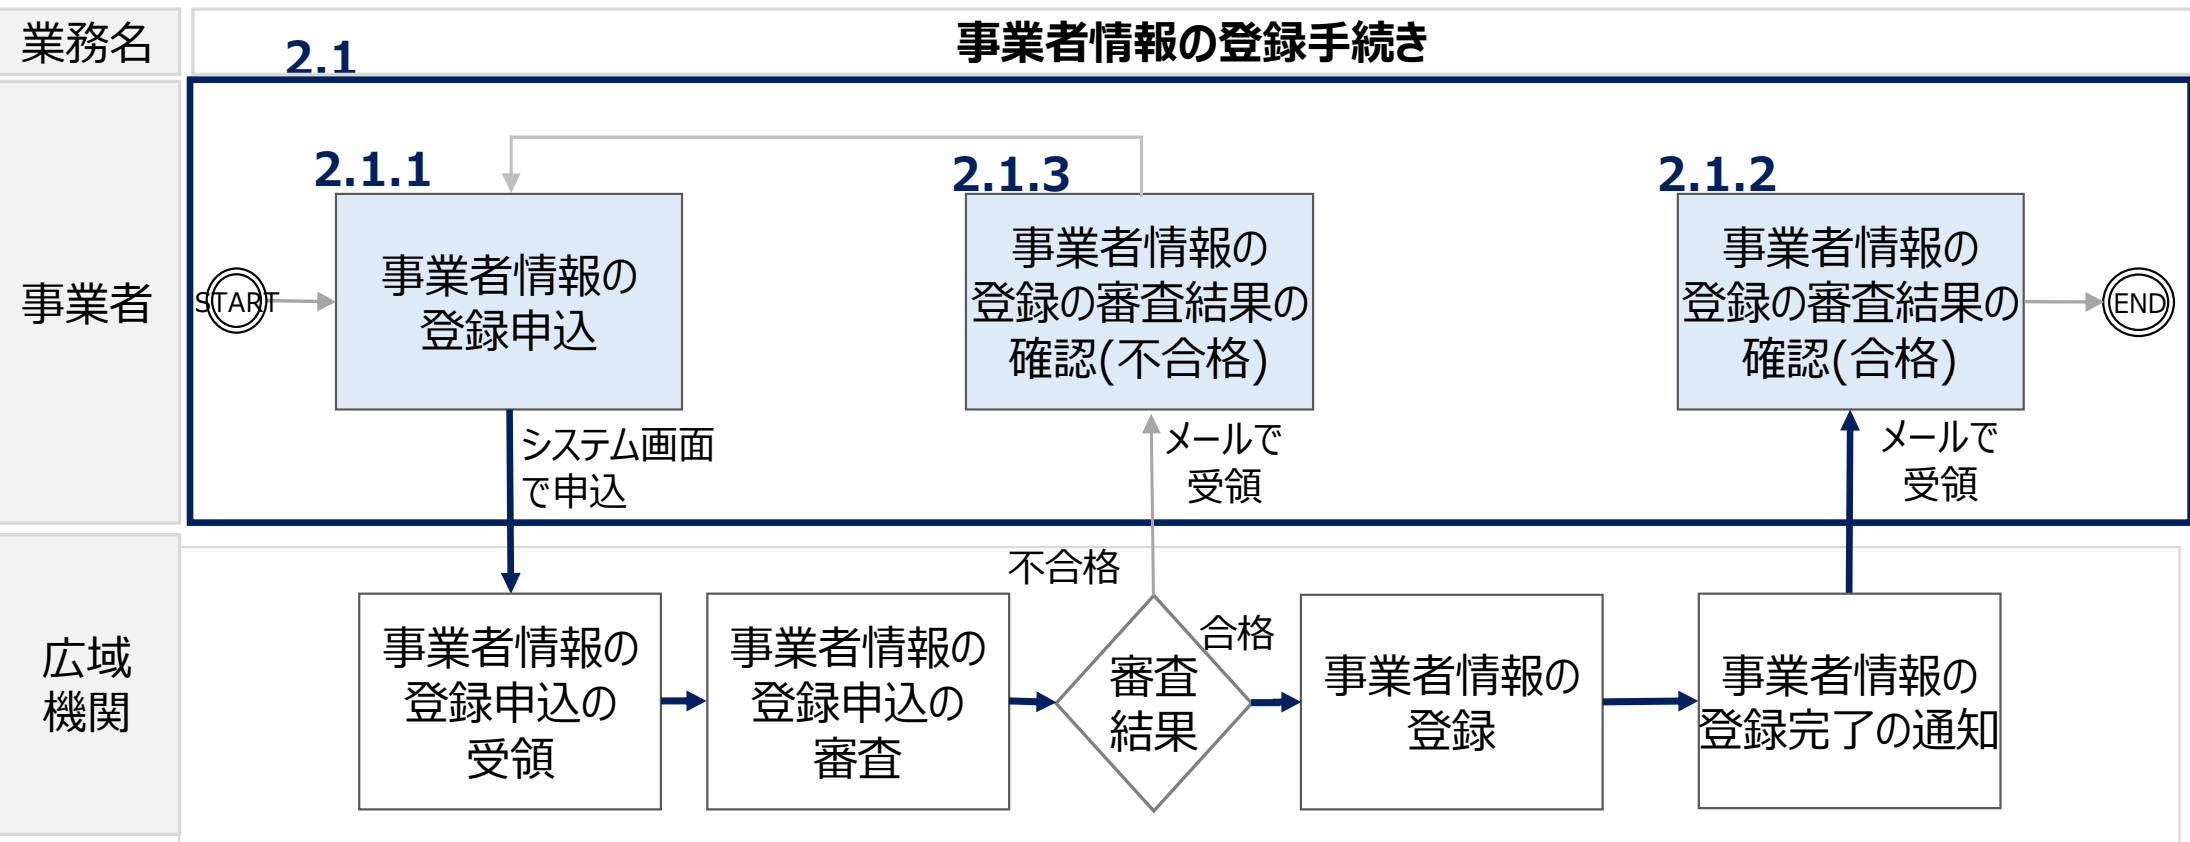 業務名
事業者情報の登録手続き
2.1
事業者
START
2.1.1
事業者情報の
登録申込
2.1.3
事業者情報の
登録の審査結果の
確認(不合格)
2.1.2
事業者情報の
登録の審査結果の
確認(合格)
END
システム画面
で申込
メールで
受領
メールで
受領
広域
機関
事業者情報の
登録申込の
受領
事業者情報の
登録申込の
審査
不合格
審査
結果
合格
事業者情報の
登録
事業者情報の
登録完了の通知